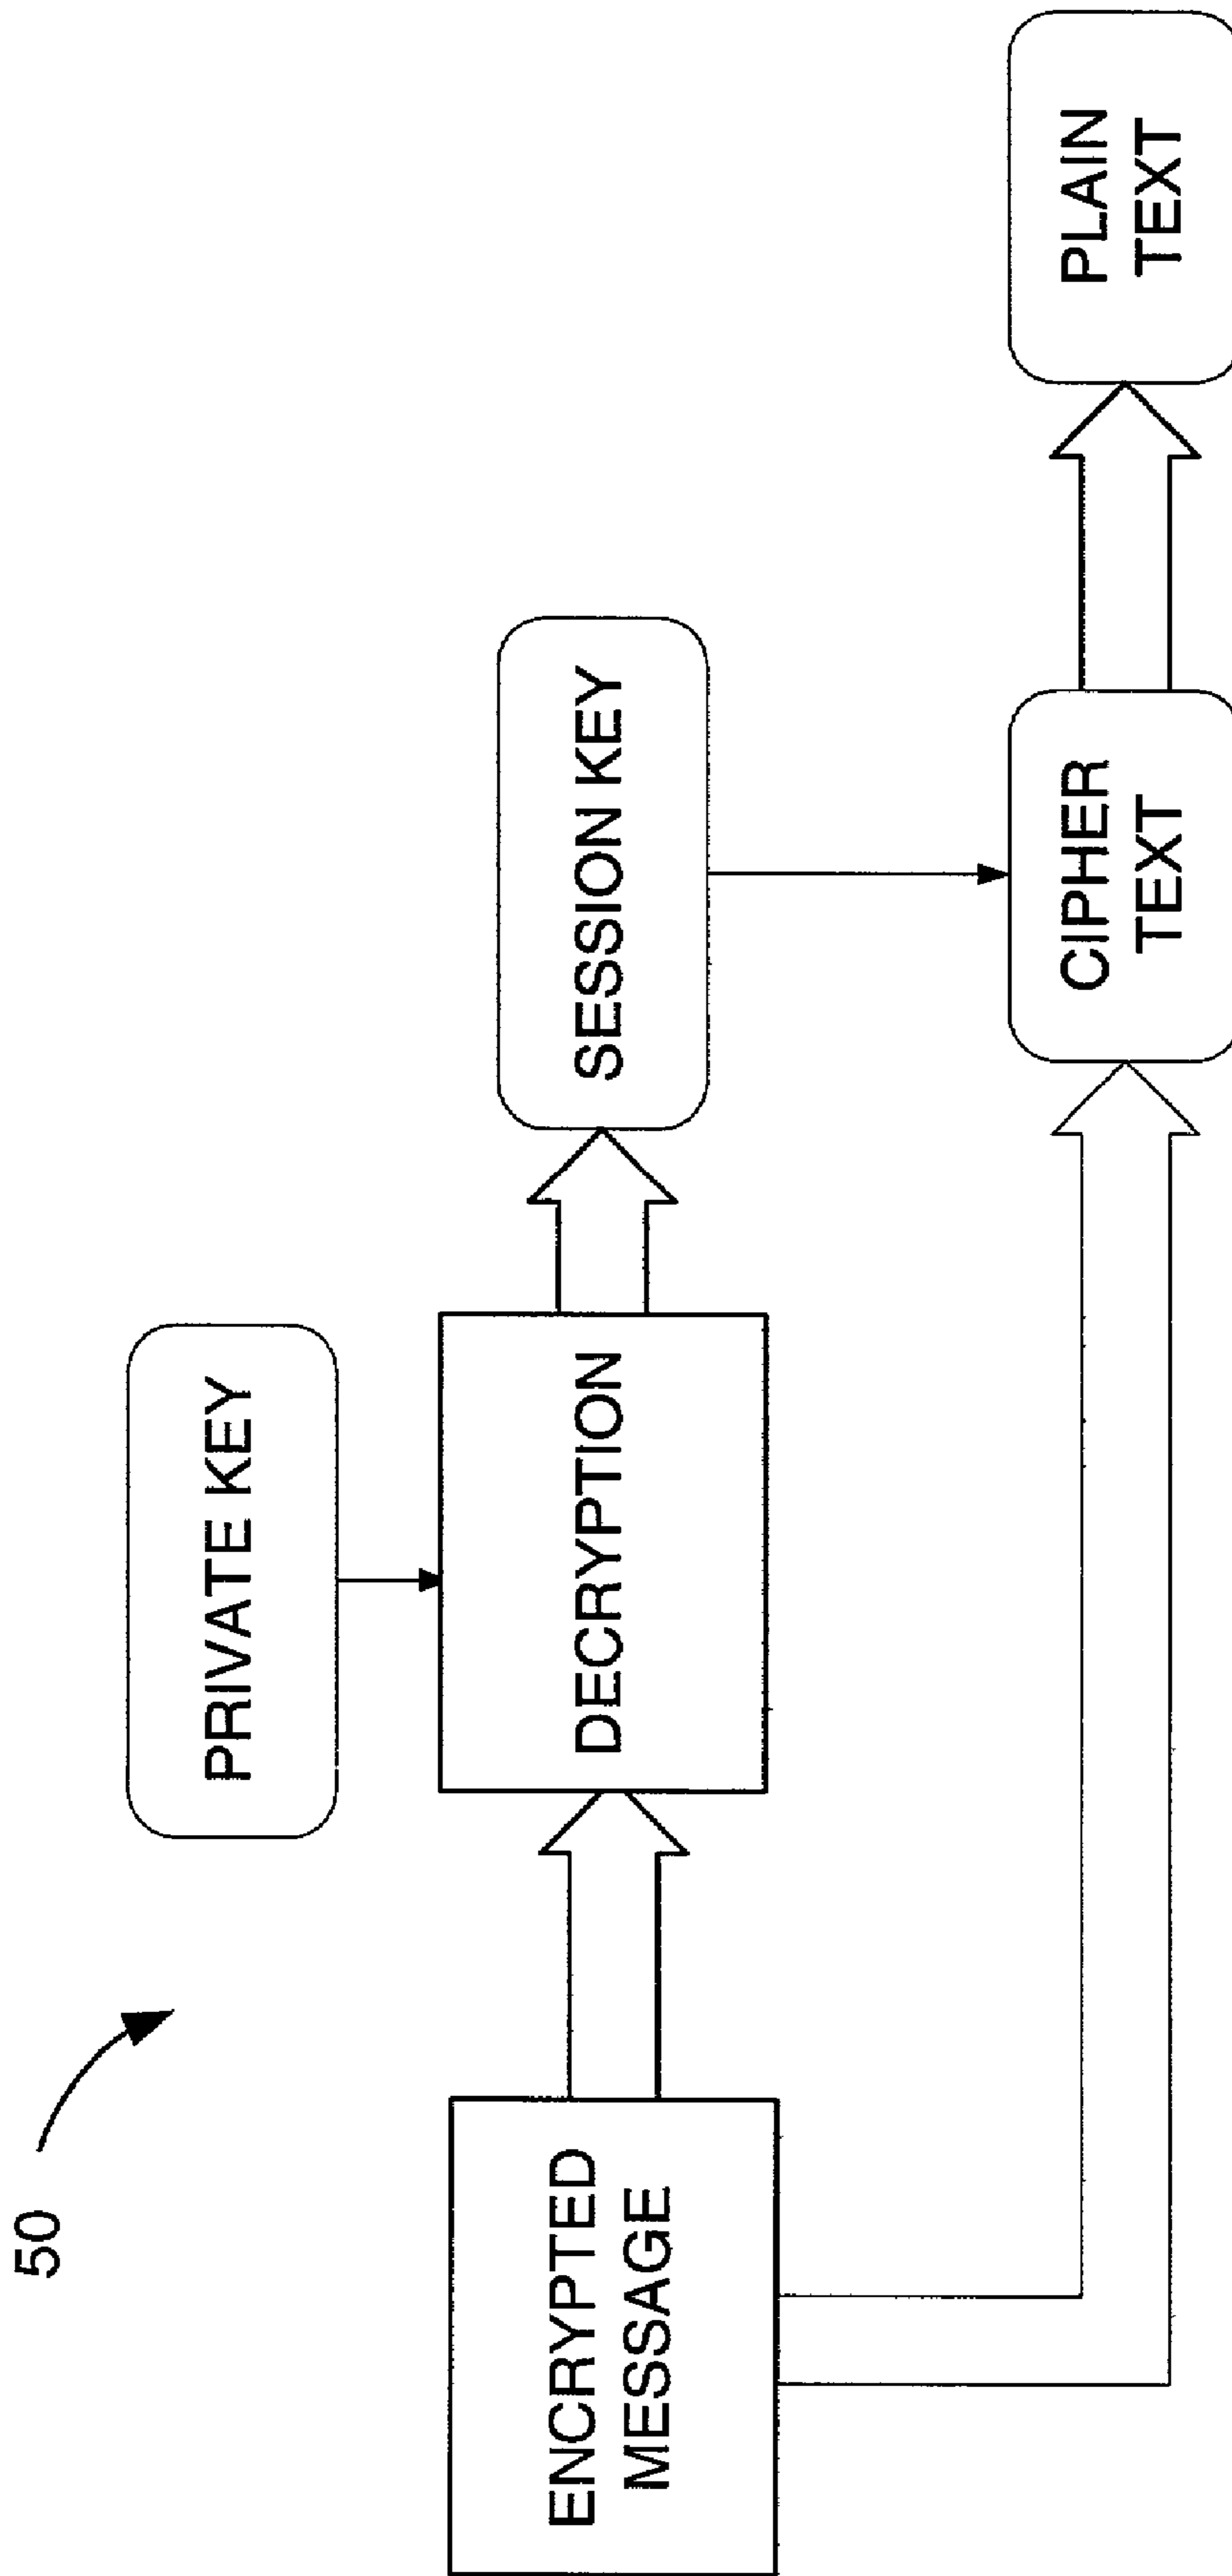 50
PRIVATE KEY
ENCRYPTED
MESSAGE
DECRYPTION
SESSION KEY
CIPHER
TEXT
PLAIN
TEXT